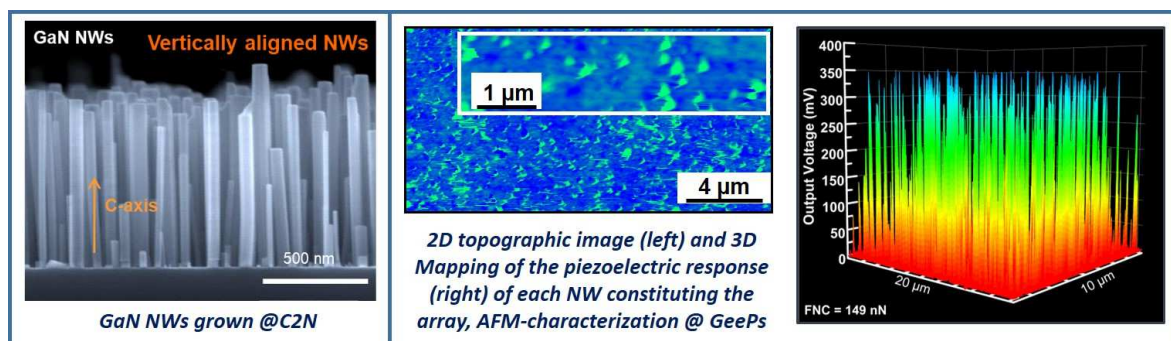 GaN NWs
Vertically aligned NWs
C-axis
500 nm
GaN NWs grown @C2N
1 µm
4 µm
2D topographic image (left) and 3D
Mapping of the piezoelectric response
(right) of each NW constituting the
array, AFM-characterization @ GeePs
Output Voltage (mV)
400
350
300
250
200
150
100
50
0
20 µm
10 µm
FNC = 149 nN